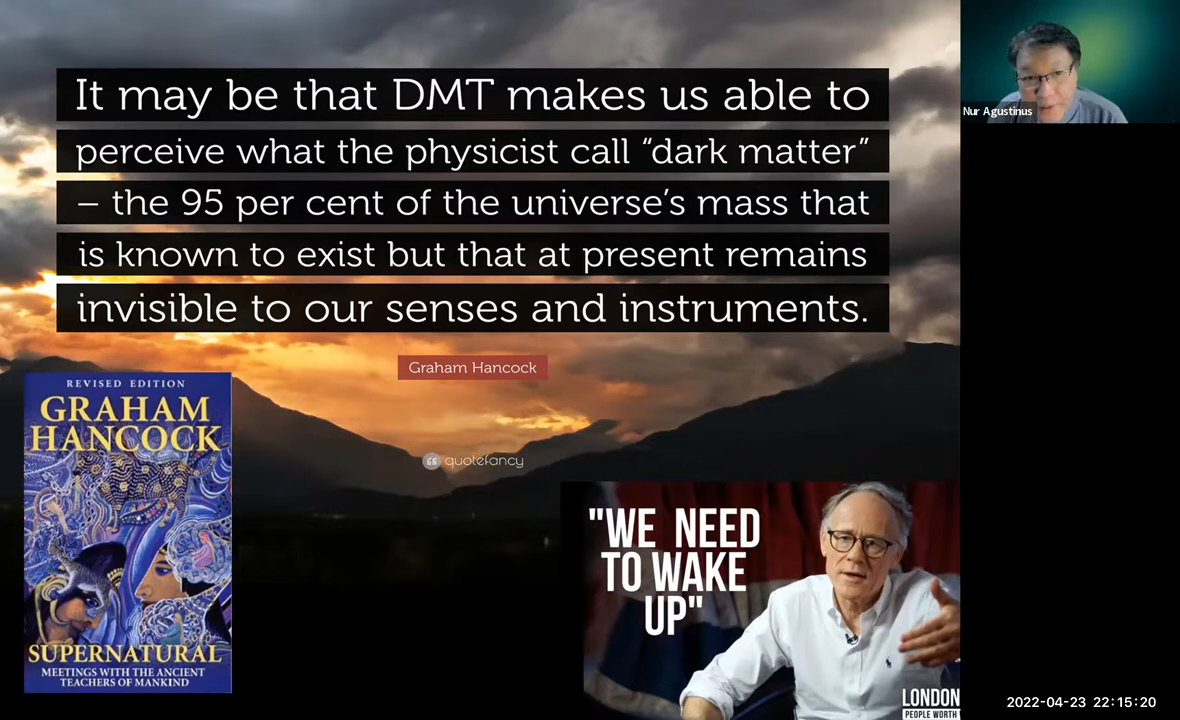 It may be that DMT makes us able to
perceive what the physicist call “dark matter”
– the 95 per cent of the universe’s mass that
is known to exist but that at present remains
invisible to our senses and instruments.
Graham Hancock
quotefancy
REVISED EDITION
GRAHAM
HANCOCK
SUPERNATURAL
MEETINGS WITH THE ANCIENT
TEACHERS OF MANKIND
"WE NEED
TO WAKE
UP"
LONDON
PEOPLE WORTH
Nur Agustinus
2022-04-23 22:15:20